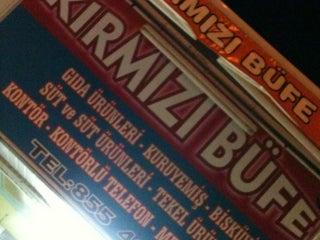 KIRMIZI BÜFE
KIRMIZI BÜFE
GIDA ÜRÜNLERİ - KURUYEMİŞ - BİSKÜ
SÜT ve SÜT ÜRÜNLERİ - TEKEL ÜRÜ
KONTÖR - KONTÖRLÜ TELEFON - M
TEL:855 4